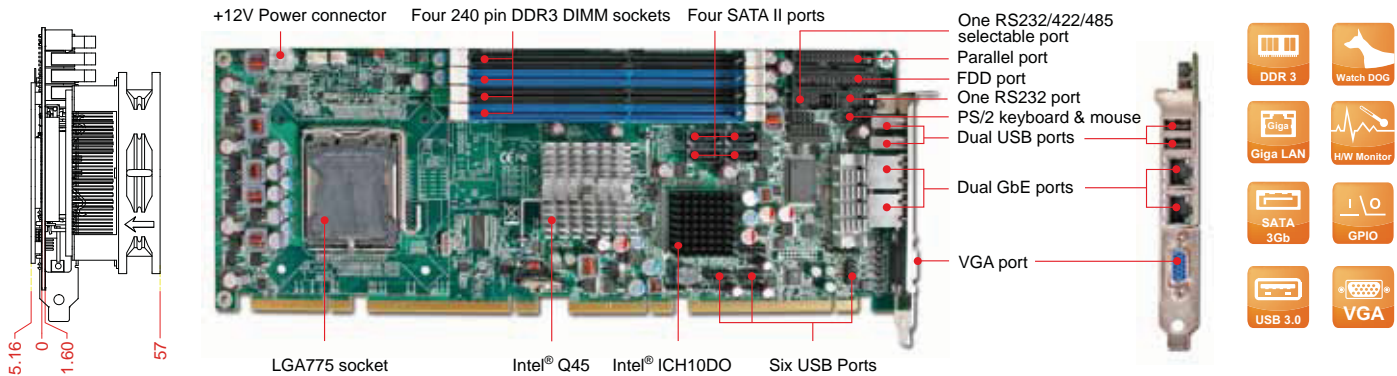 +12V Power connector
Four 240 pin DDR3 DIMM sockets
Four SATA II ports
One RS232/422/485
selectable port
Parallel port
FDD port
One RS232 port
PS/2 keyboard & mouse
Dual USB ports
Dual GbE ports
VGA port
LGA775 socket
Intel® Q45
Intel® ICH10DO
Six USB Ports
5.16
0
1.60
57
DDR 3
Watch DOG
Giga
Giga LAN
H/W Monitor
SATA
3Gb
I \ O
GPIO
USB 3.0
VGA